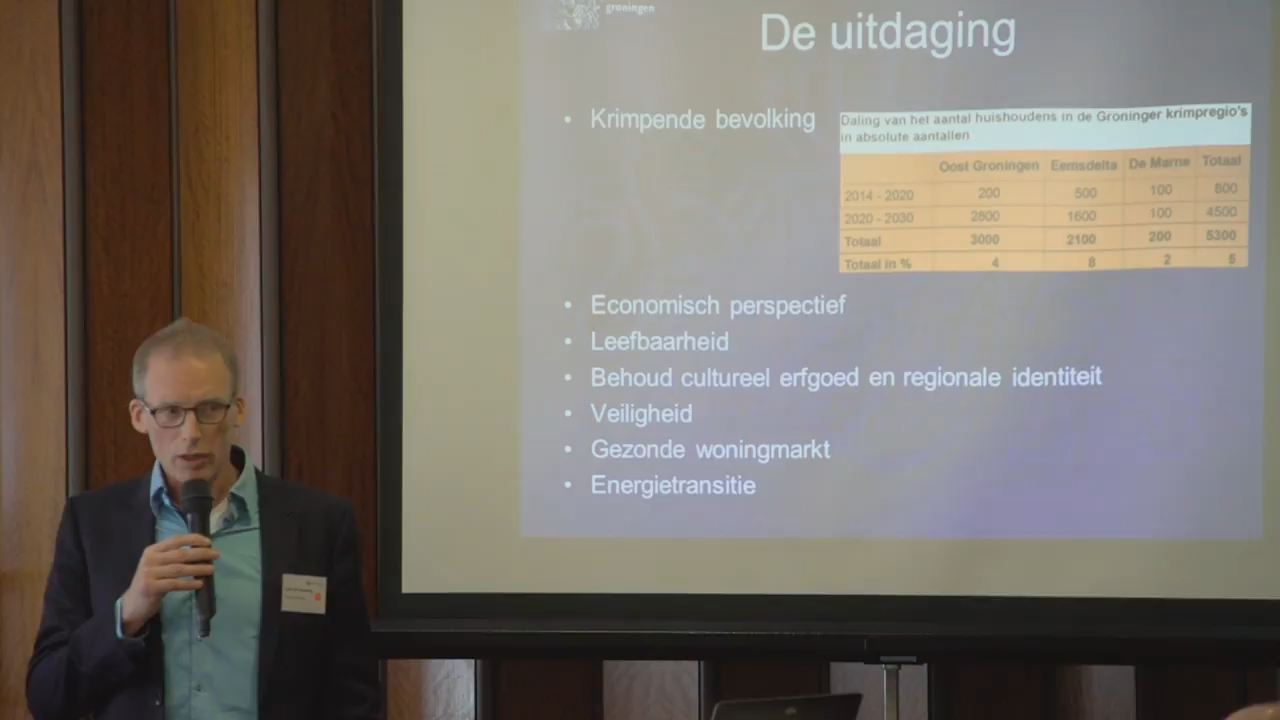 groningen
De uitdaging
• Krimpende bevolking
Daling van het aantal huishoudens in de Groninger krimpregio's
in absolute aantallen
Oost Groningen Eemsdelta De Marne Totaal
2014 - 2020 200 500 100 800
2020 - 2030 2800 1600 100 4500
Totaal 3000 2100 200 5300
Totaal in % 4 8 2 5
• Economisch perspectief
• Leefbaarheid
• Behoud cultureel erfgoed en regionale identiteit
• Veiligheid
• Gezonde woningmarkt
• Energietransitie